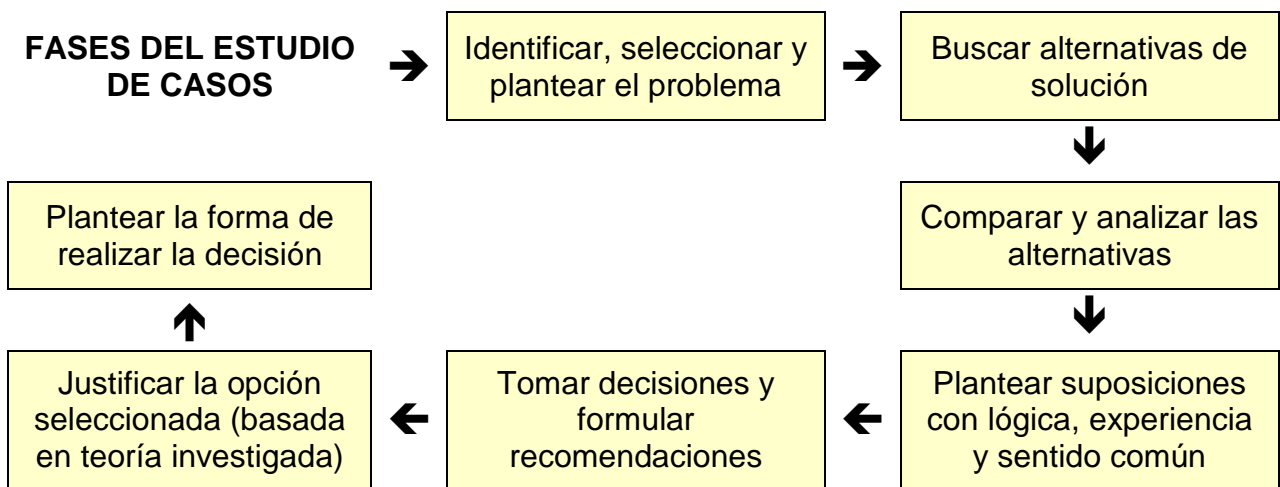 FASES DEL ESTUDIO
DE CASOS
Identificar, seleccionar y
plantear el problema
Buscar alternativas de
solución
Comparar y analizar las
alternativas
Plantear suposiciones
con lógica, experiencia
y sentido común
Tomar decisiones y
formular
recomendaciones
Justificar la opción
seleccionada (basada
en teoría investigada)
Plantear la forma de
realizar la decisión